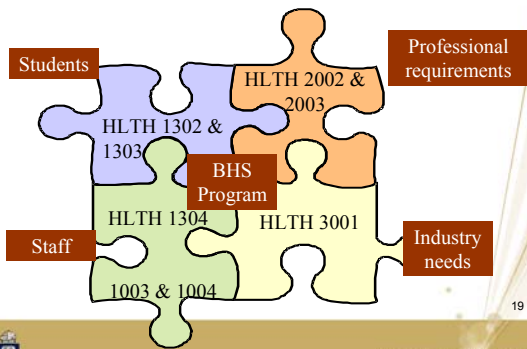 Students
HLTH 2002 &
2003
Professional
requirements
HLTH 1302 &
1303
BHS
Program
HLTH 1304
HLTH 3001
Staff
Industry
needs
1003 & 1004
19